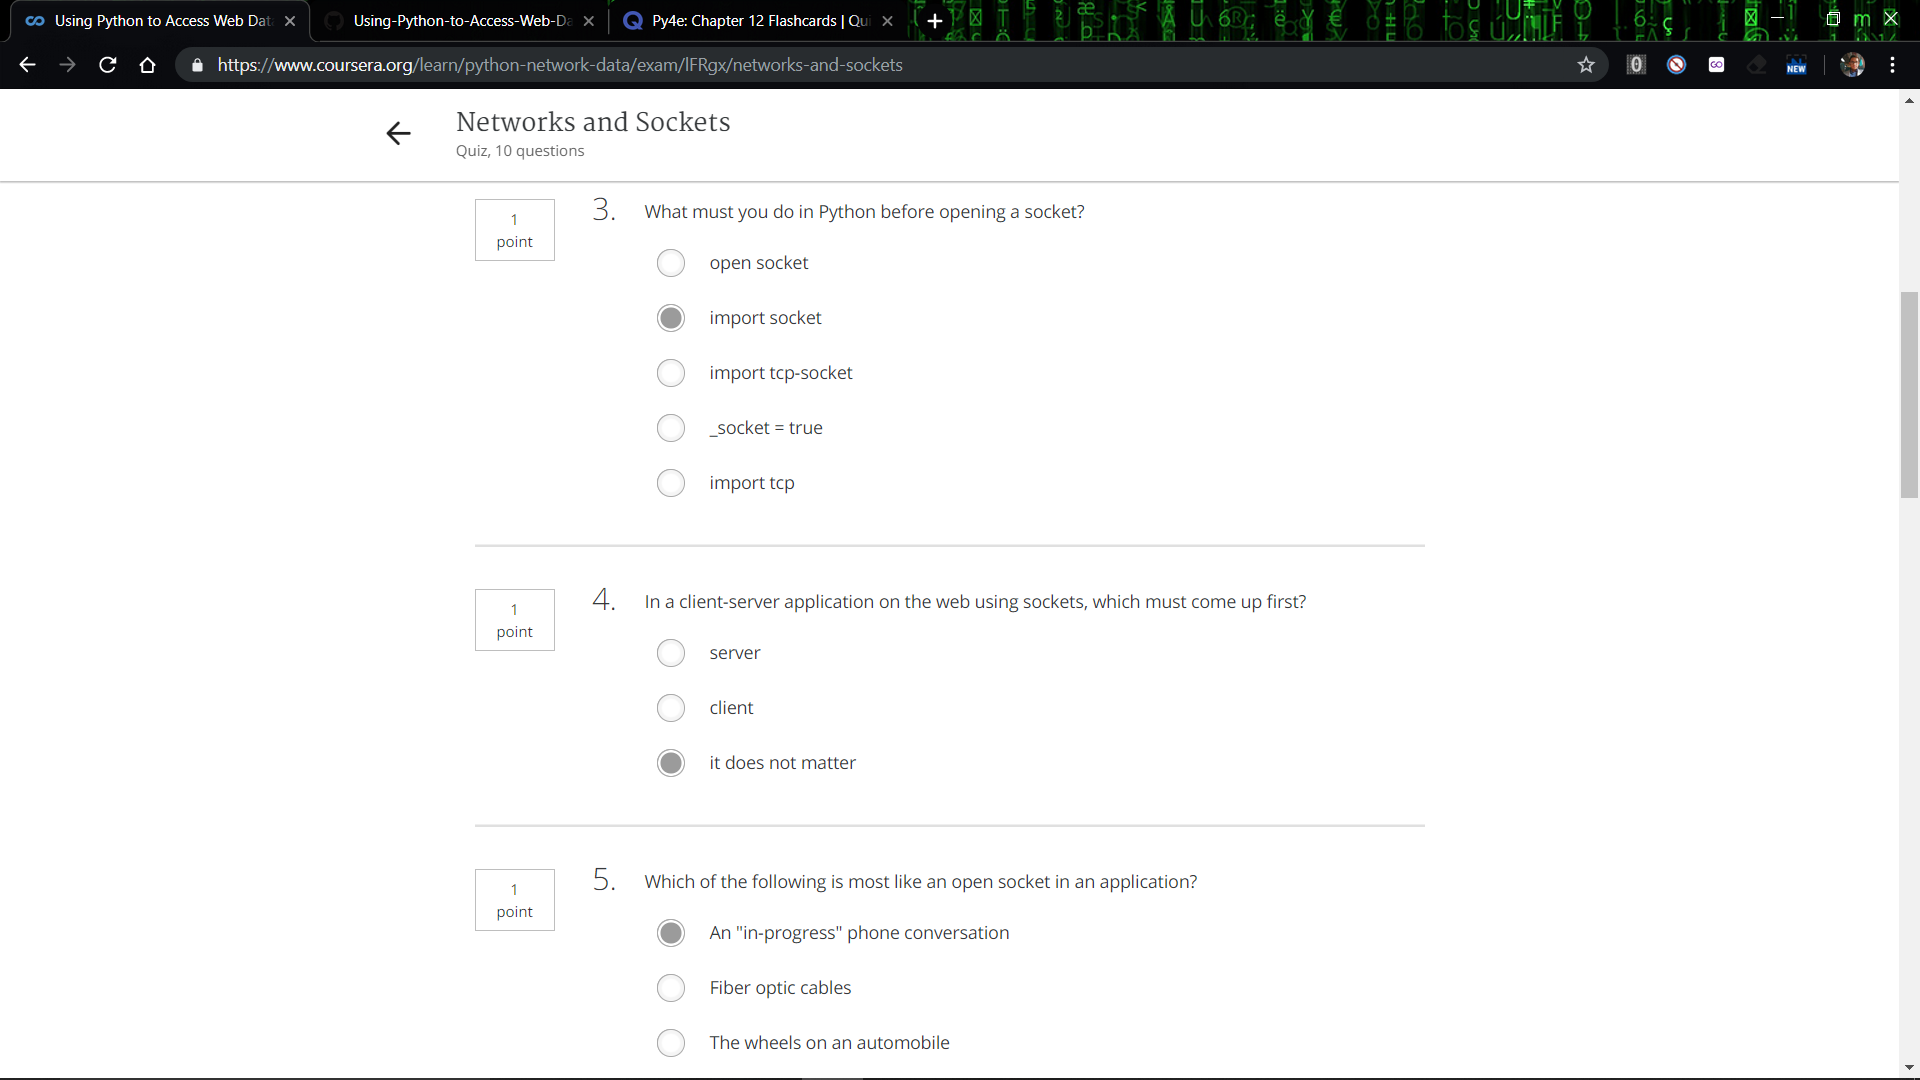 Using Python to Access Web Dat
Using-Python-to-Access-Web-Da
Py4e: Chapter 12 Flashcards | Qui
https://www.coursera.org/learn/python-network-data/exam/lFRgx/networks-and-sockets
NEW
Networks and Sockets
Quiz, 10 questions
1
point
3.
What must you do in Python before opening a socket?
open socket
import socket
import tcp-socket
_socket = true
import tcp
1
point
4.
In a client-server application on the web using sockets, which must come up first?
server
client
it does not matter
1
point
5.
Which of the following is most like an open socket in an application?
An "in-progress" phone conversation
Fiber optic cables
The wheels on an automobile